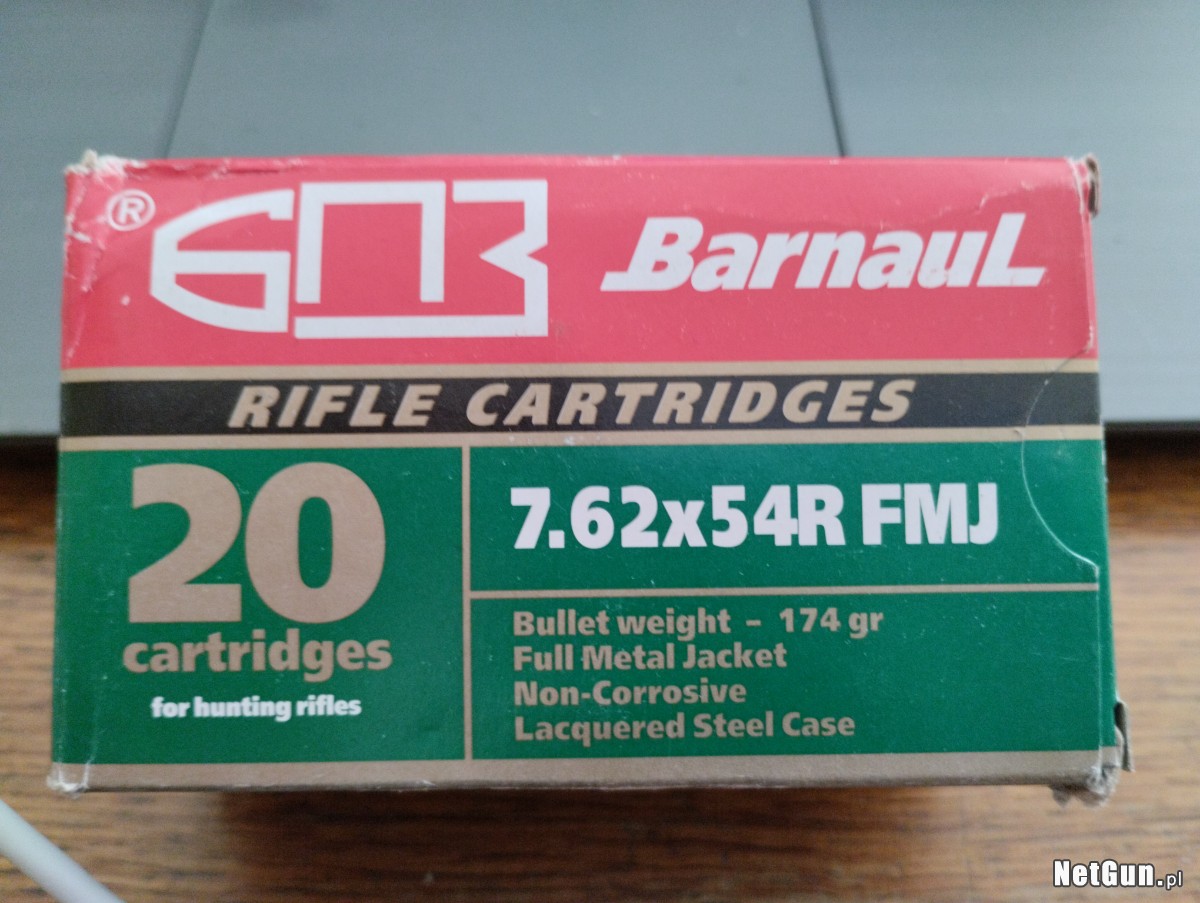 ®
БПЗ
BarnauL
RIFLE CARTRIDGES
20
cartridges
for hunting rifles
7.62x54R FMJ
Bullet weight – 174 gr
Full Metal Jacket
Non-Corrosive
Lacquered Steel Case
NetGun.pl